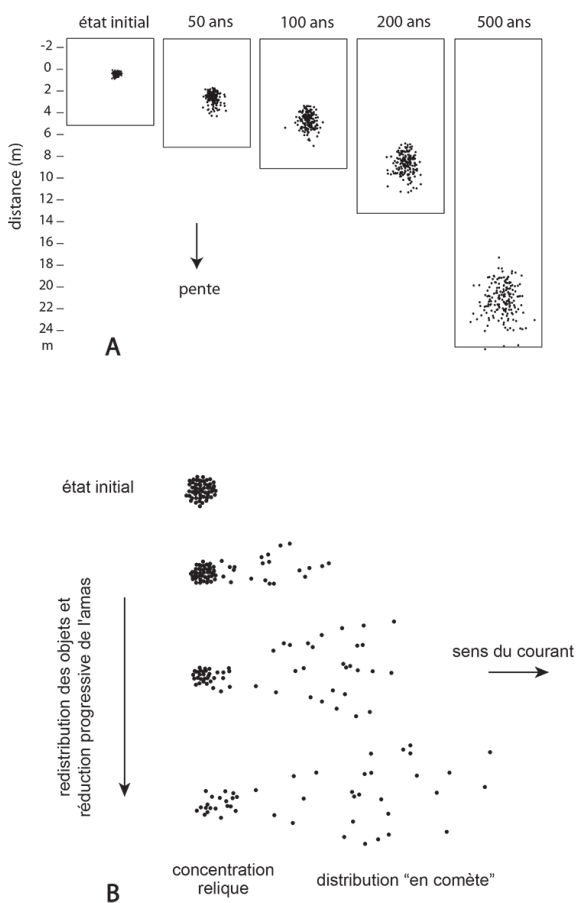 état initial 50 ans 100 ans 200 ans 500 ans
-2
0
2
4
6
8
10
12
14
16
18
20
22
24
m
distance (m)
pente
A
état initial
redistribution des objets et
réduction progressive de l'amas
sens du courant
concentration
relique
distribution "en comète"
B